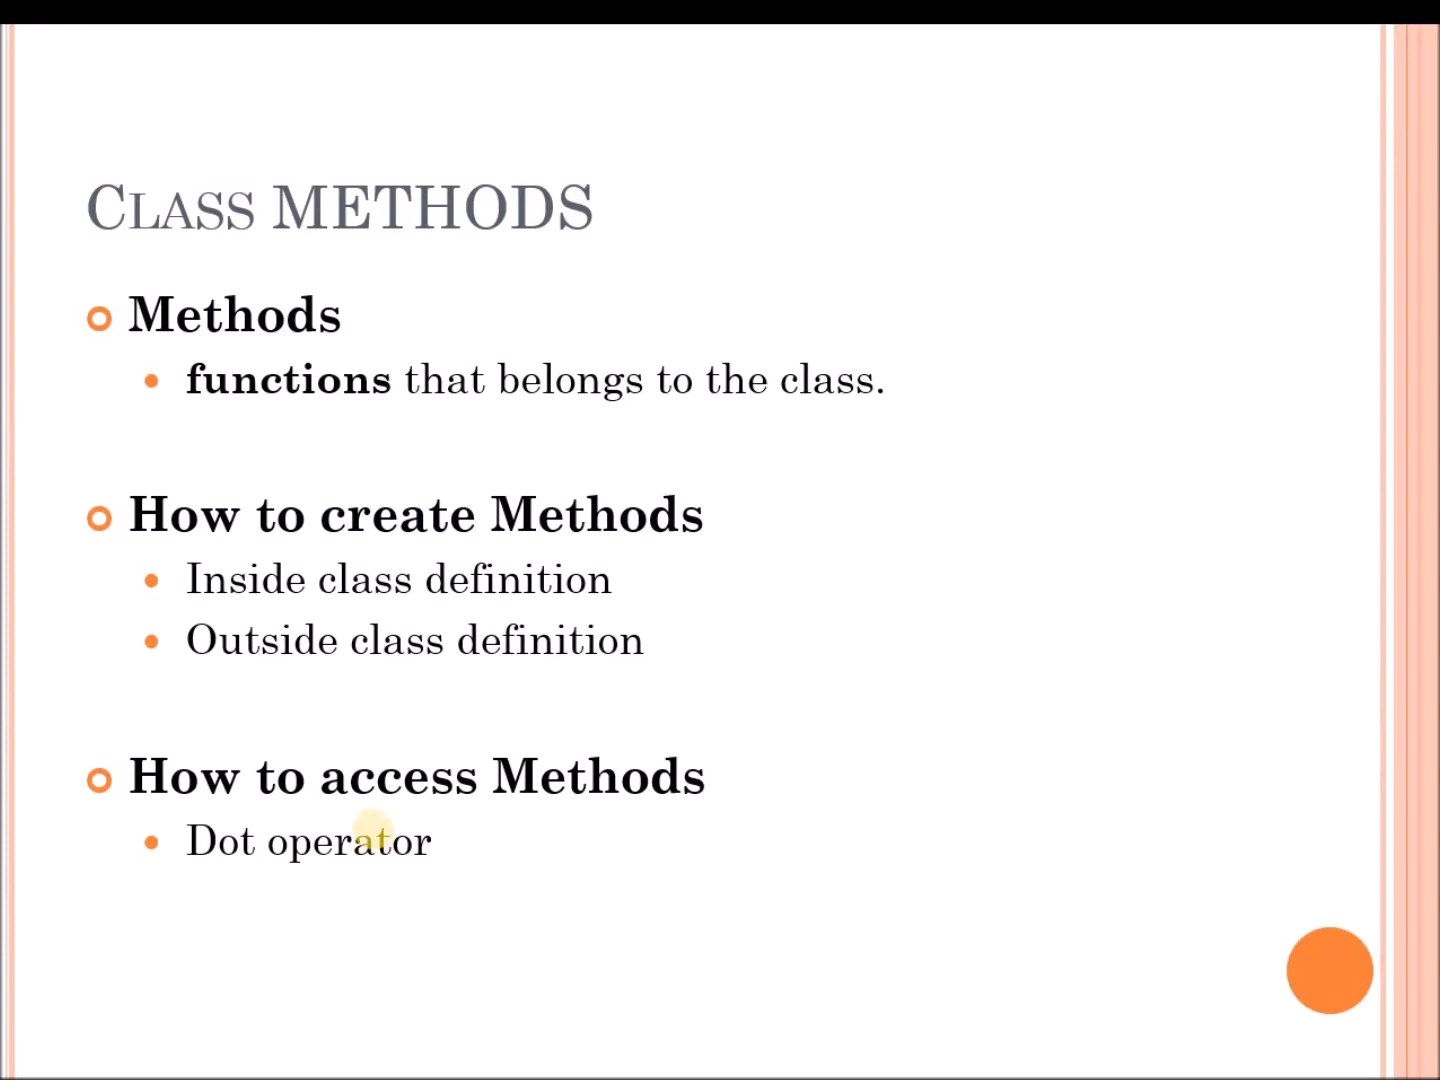 Class METHODS
Methods
functions that belongs to the class.
How to create Methods
Inside class definition
Outside class definition
How to access Methods
Dot operator